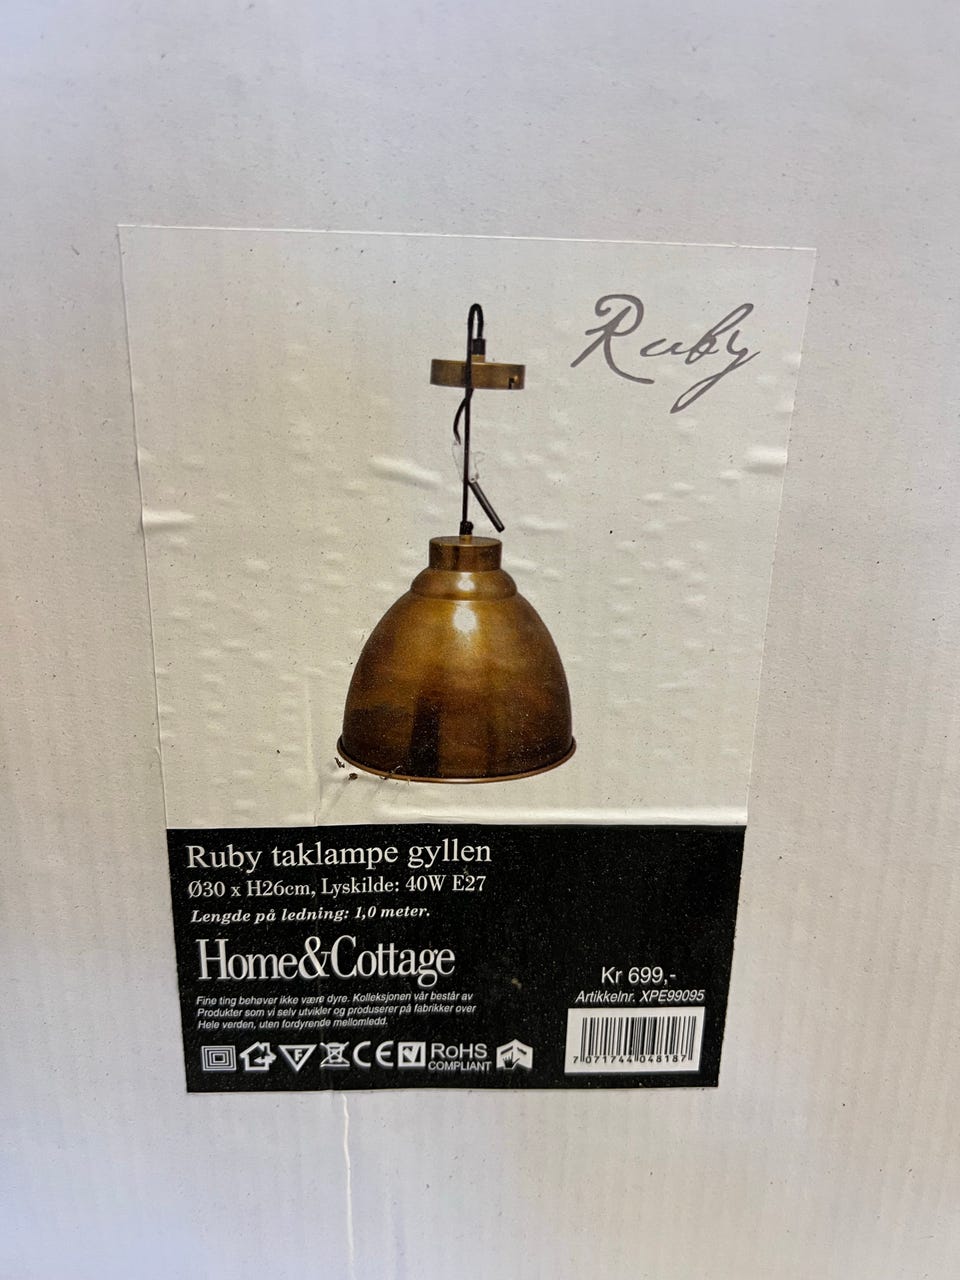 Ruby
Ruby taklampe gyllen
Ø30 x H26cm, Lyskilde: 40W E27
Lengde på ledning: 1,0 meter.
Home&Cottage
Fine ting behøver ikke være dyre. Kolleksjonen vår består av
Produkter som vi selv utvikler og produserer på fabrikker over
Hele verden, uten fordyrende mellomledd.
F
CE
RoHS
COMPLIANT
Kr 699,-
Artikkelnr. XPE99095
7 071744 048187